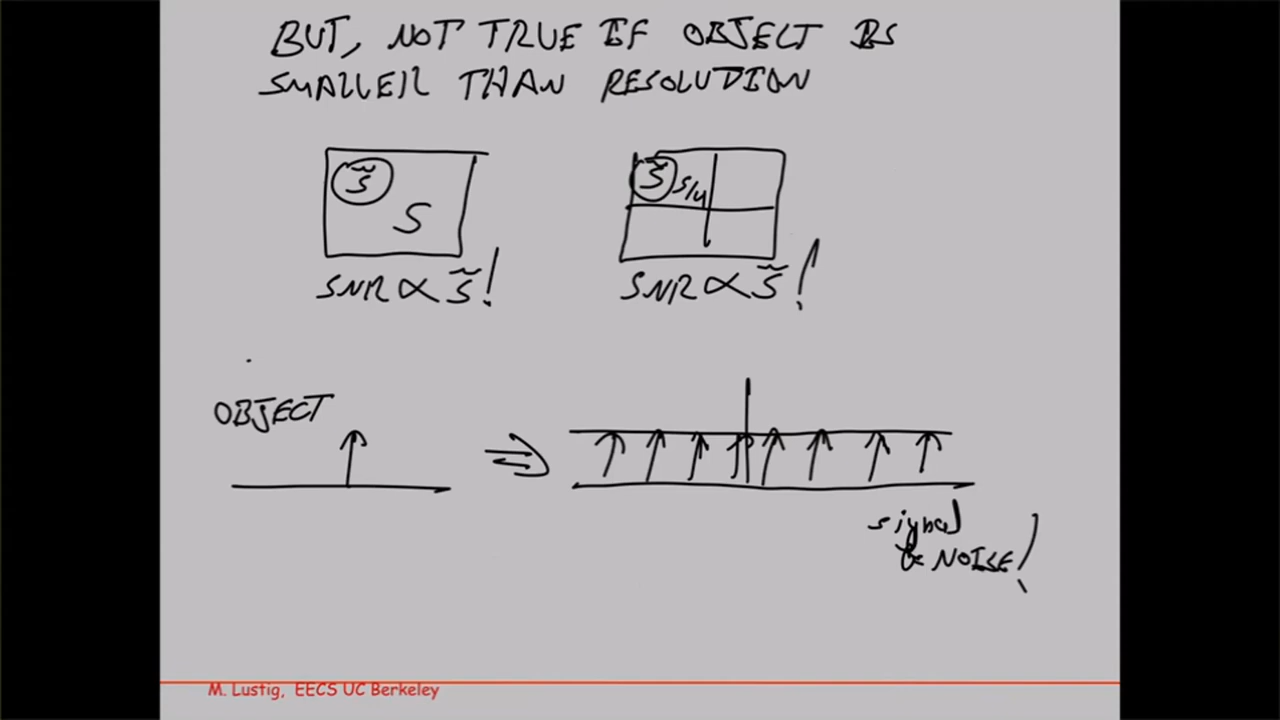 BUT, NOT TRUE IF OBJECT IS
SMALLER THAN RESOLUTION
S̃
S
S̃ S/4
SNR ∝ S̃!
SNR ∝ S̃!
OBJECT
⇒
signal
& NOISE!
M. Lustig, EECS UC Berkeley